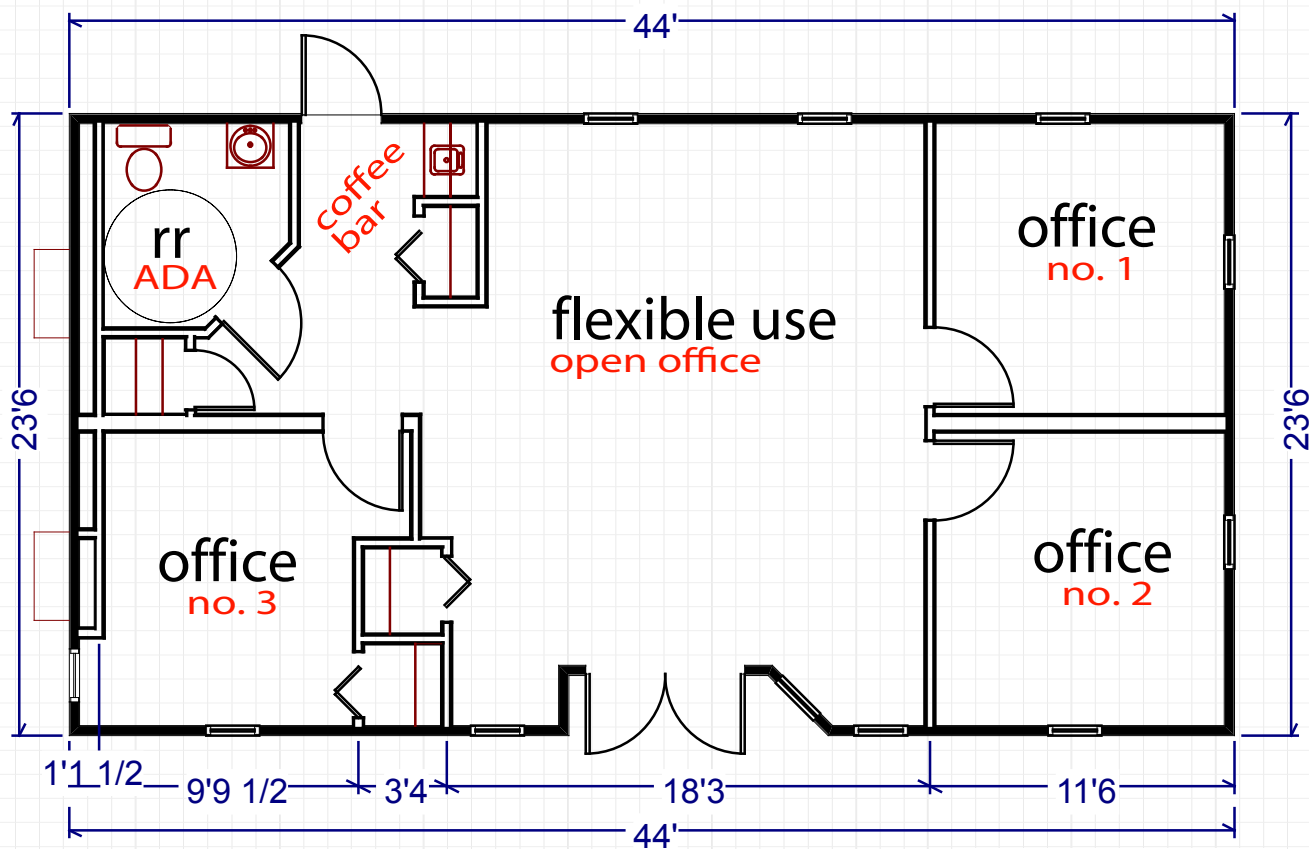 44'
coffee
bar
rr
ADA
office
no. 1
flexible use
open office
23'6
23'6
office
no. 3
office
no. 2
1'1 1/2
9'9 1/2
3'4
18'3
11'6
44'